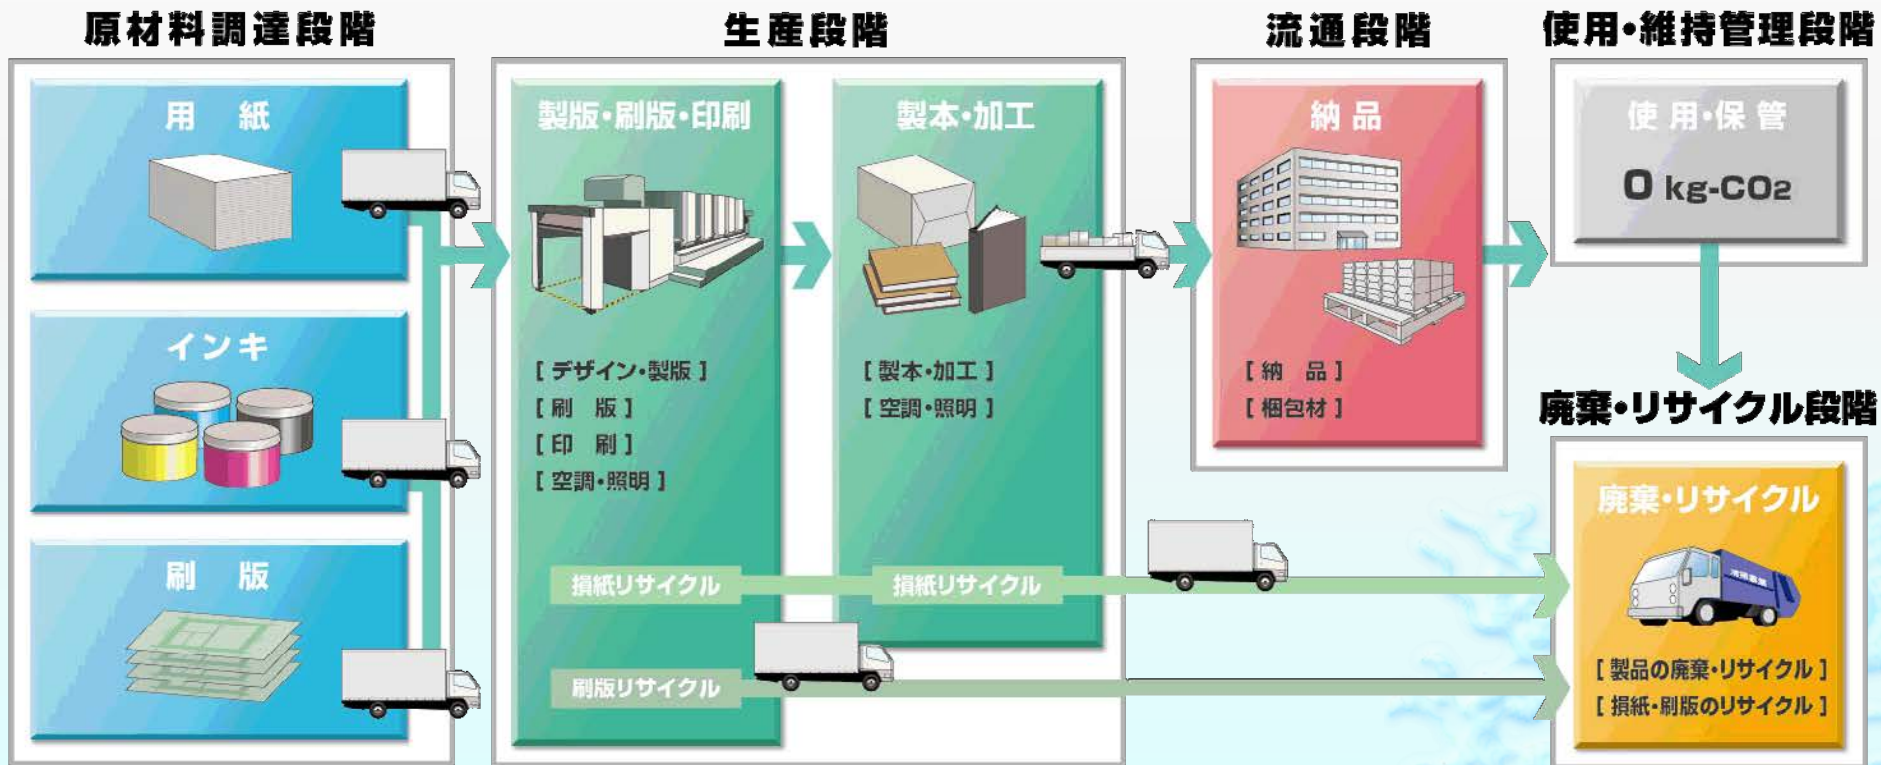 原材料調達段階
用 紙
インキ
刷 版
生産段階
製版・刷版・印刷
[ デザイン・製版 ]
[ 刷 版 ]
[ 印 刷 ]
[ 空調・照明 ]
損紙リサイクル
刷版リサイクル
製本・加工
[ 製本・加工 ]
[ 空調・照明 ]
損紙リサイクル
流通段階
納 品
[ 納 品 ]
[ 梱包材 ]
使用・維持管理段階
使 用・保 管
0 kg-CO2
廃棄・リサイクル段階
廃棄・リサイクル
[ 製品の廃棄・リサイクル ]
[ 損紙・刷版のリサイクル ]